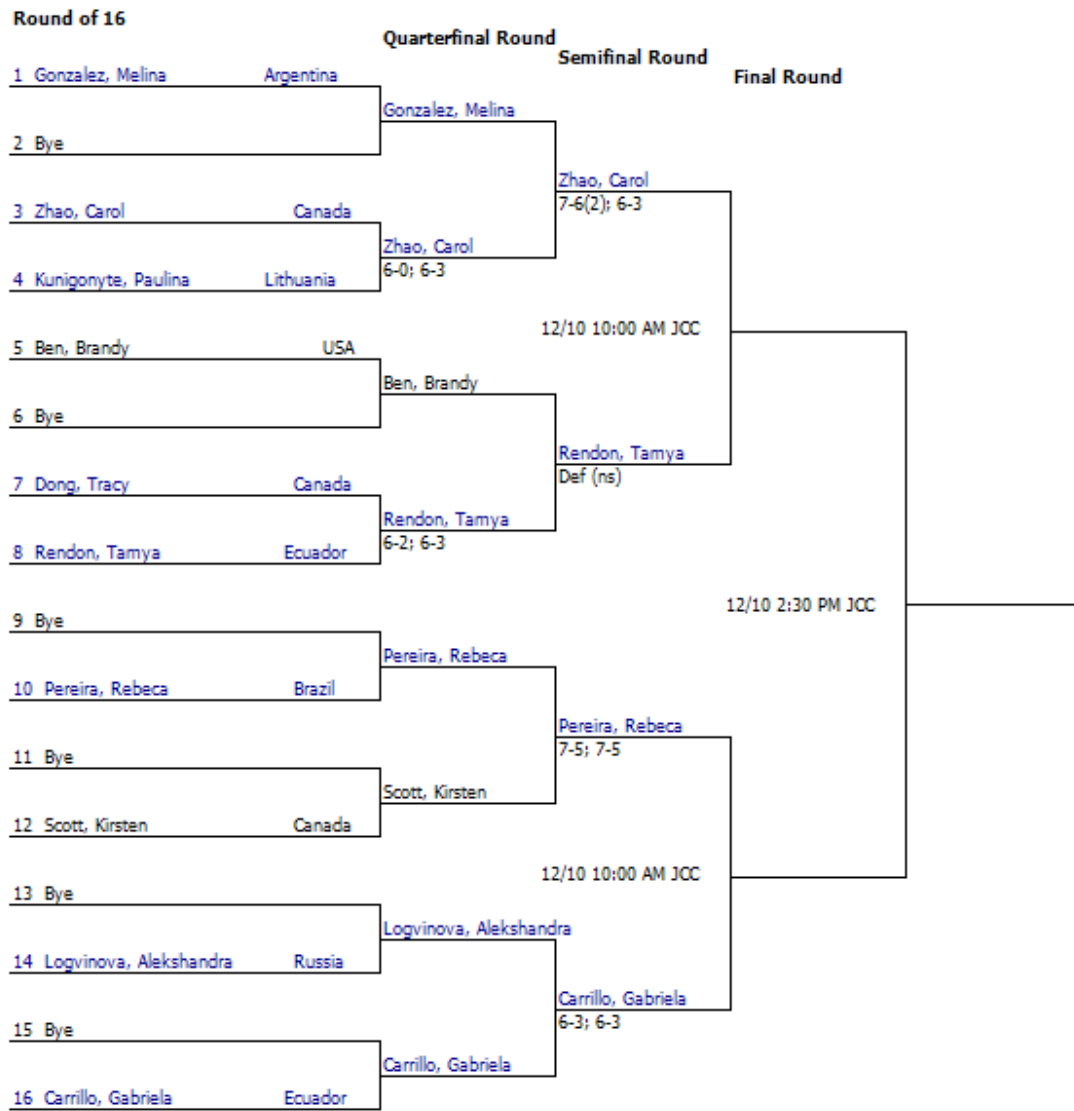 Round of 16
Quarterfinal Round
Semifinal Round
Final Round
1 Gonzalez, Melina Argentina
Gonzalez, Melina
2 Bye
Zhao, Carol
7-6(2); 6-3
3 Zhao, Carol Canada
Zhao, Carol
6-0; 6-3
4 Kunigonyte, Paulina Lithuania
12/10 10:00 AM JCC
5 Ben, Brandy USA
Ben, Brandy
6 Bye
Rendon, Tamya
Def (ns)
7 Dong, Tracy Canada
Rendon, Tamya
6-2; 6-3
8 Rendon, Tamya Ecuador
12/10 2:30 PM JCC
9 Bye
Pereira, Rebeca
10 Pereira, Rebeca Brazil
Pereira, Rebeca
7-5; 7-5
11 Bye
Scott, Kirsten
12 Scott, Kirsten Canada
12/10 10:00 AM JCC
13 Bye
Logvinova, Alekshandra
14 Logvinova, Alekshandra Russia
Carrillo, Gabriela
6-3; 6-3
15 Bye
Carrillo, Gabriela
16 Carrillo, Gabriela Ecuador